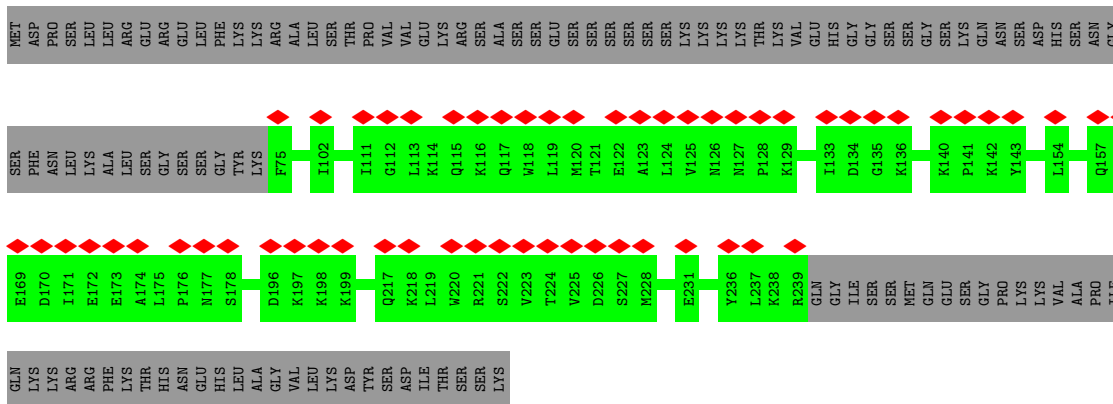 MET ASP PRO SER LEU LEU ARG GLU ARG GLU LEU PHE LYS LYS ARG ALA LEU SER THR PRO VAL VAL GLU LYS ARG SER ALA SER SER GLU SER SER SER SER SER SER LYS LYS LYS LYS THR LYS VAL GLU HIS GLY GLY SER SER GLY SER LYS GLN ASN SER ASP HIS SER ASN GLY
SER PHE ASN LEU LYS ALA LEU SER GLY SER SER GLY TYR LYS F75 I102 I111 G112 L113 K114 Q115 K116 Q117 W118 L119 M120 T121 E122 A123 L124 V125 N126 N127 P128 K129 I133 D134 G135 K136 K140 P141 K142 Y143 L154 Q157
E169 D170 I171 E172 E173 A174 L175 P176 N177 S178 D196 K197 K198 K199 Q217 K218 L219 W220 R221 S222 V223 T224 V225 D226 S227 M228 E231 Y236 L237 K238 R239 GLN GLY ILE SER SER MET GLN GLU SER GLY PRO LYS LYS VAL ALA PRO ILE
GLN LYS LYS ARG ARG PHE LYS THR HIS ASN GLU HIS LEU ALA GLY VAL LEU LYS ASP TYR SER ASP ILE THR SER SER LYS